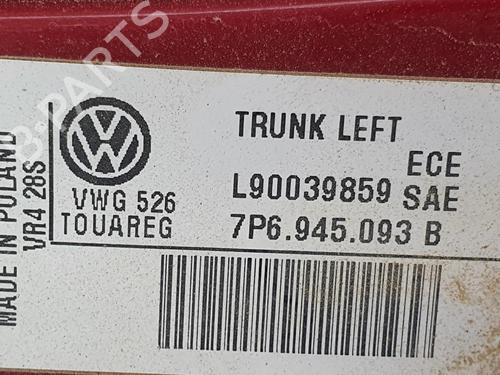 TRUNK LEFT
ECE
L90039859 SAE
7P6.945.093 B
VWG 526
TOUAREG
MADE IN POLAND
VR4 28S
B-PARTS